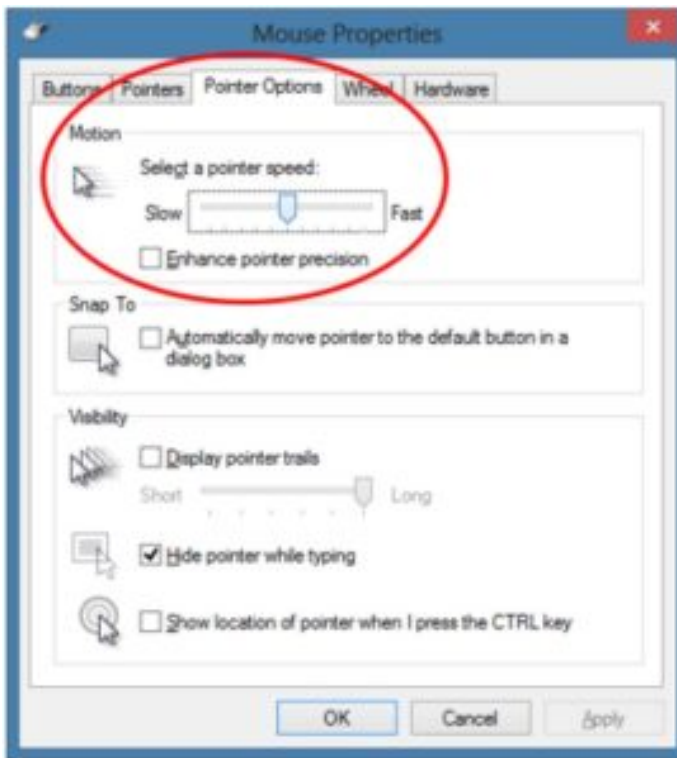 Mouse Properties
Buttons Pointers Pointer Options Wheel Hardware
Motion
Select a pointer speed:
Slow Fast
Enhance pointer precision
Snap To
Automatically move pointer to the default button in a
dialog box
Visibility
Display pointer trails
Short Long
Hide pointer while typing
Show location of pointer when I press the CTRL key
OK Cancel Apply